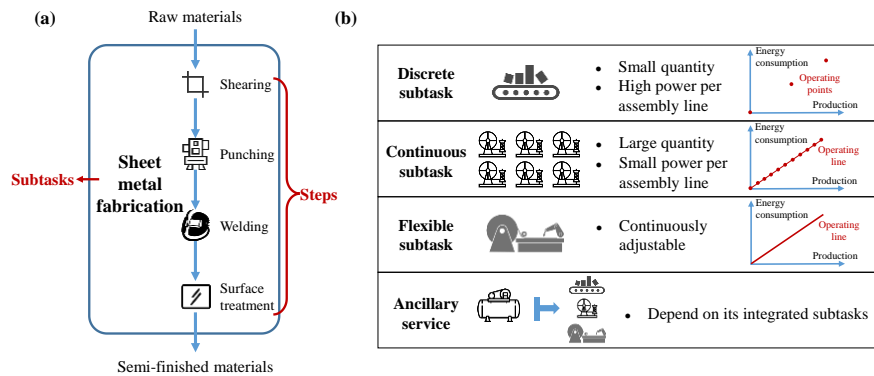 (a)
Raw materials
Shearing
Punching
Sheet
metal
fabrication
Subtasks
Steps
Welding
Surface
treatment
Semi-finished materials
(b)
Discrete
subtask
• Small quantity
• High power per
assembly line
Energy
consumption
Operating
points
Production
Continuous
subtask
• Large quantity
• Small power per
assembly line
Energy
consumption
Operating
line
Production
Flexible
subtask
• Continuously
adjustable
Energy
consumption
Operating
line
Production
Ancillary
service
• Depend on its integrated subtasks